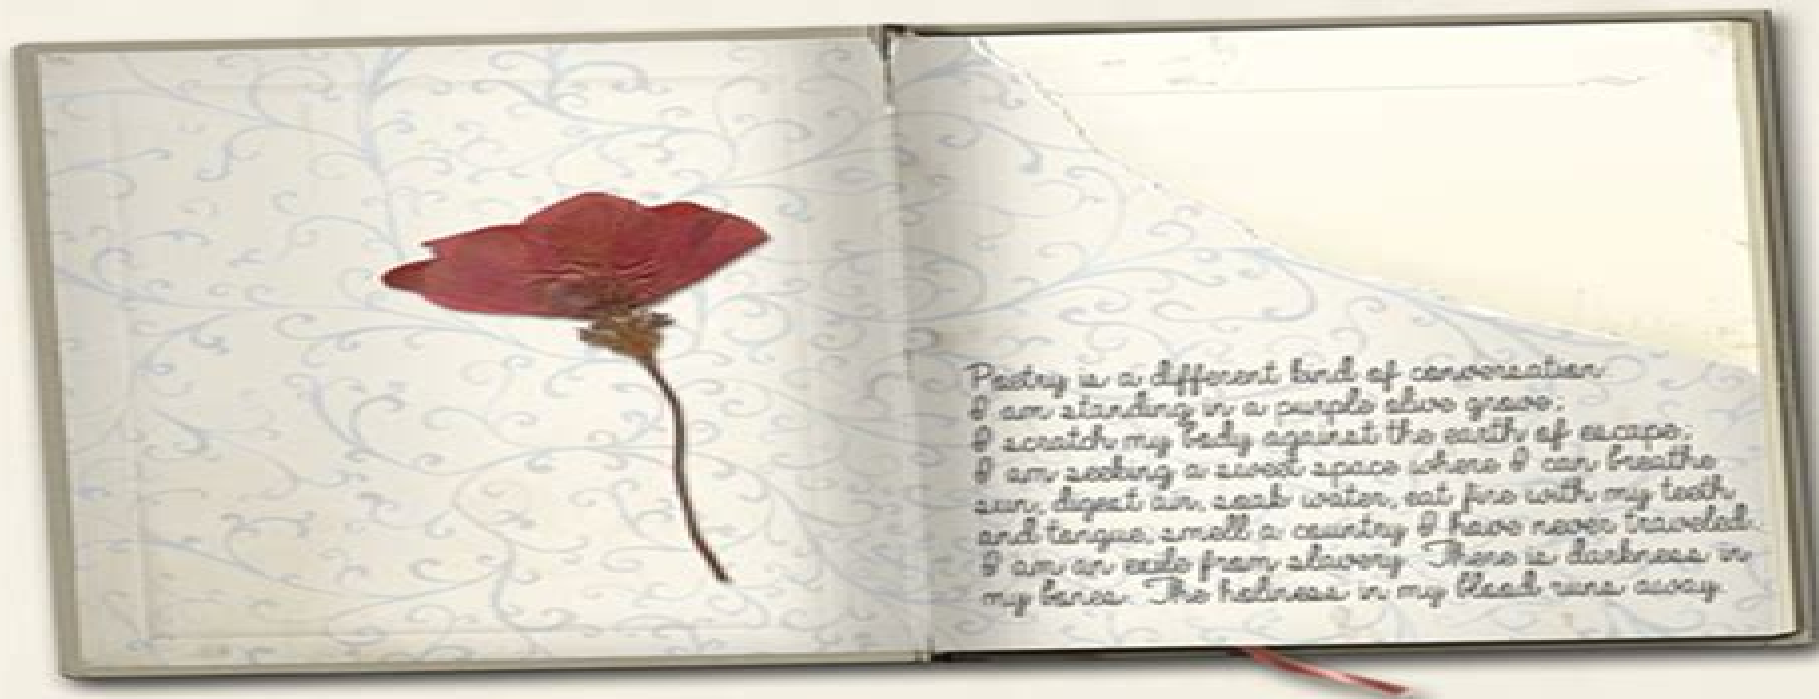 Poetry is a different kind of conversation.
I am standing in a purple olive grove;
I scratch my body against the earth of escape;
I am seeking a sweet space where I can breathe
sun, digest air, soak water, eat fire with my teeth
and tongue, smell a country I have never traveled.
I am an exile from slavery. There is darkness in
my bones. The holiness in my blood runs away.